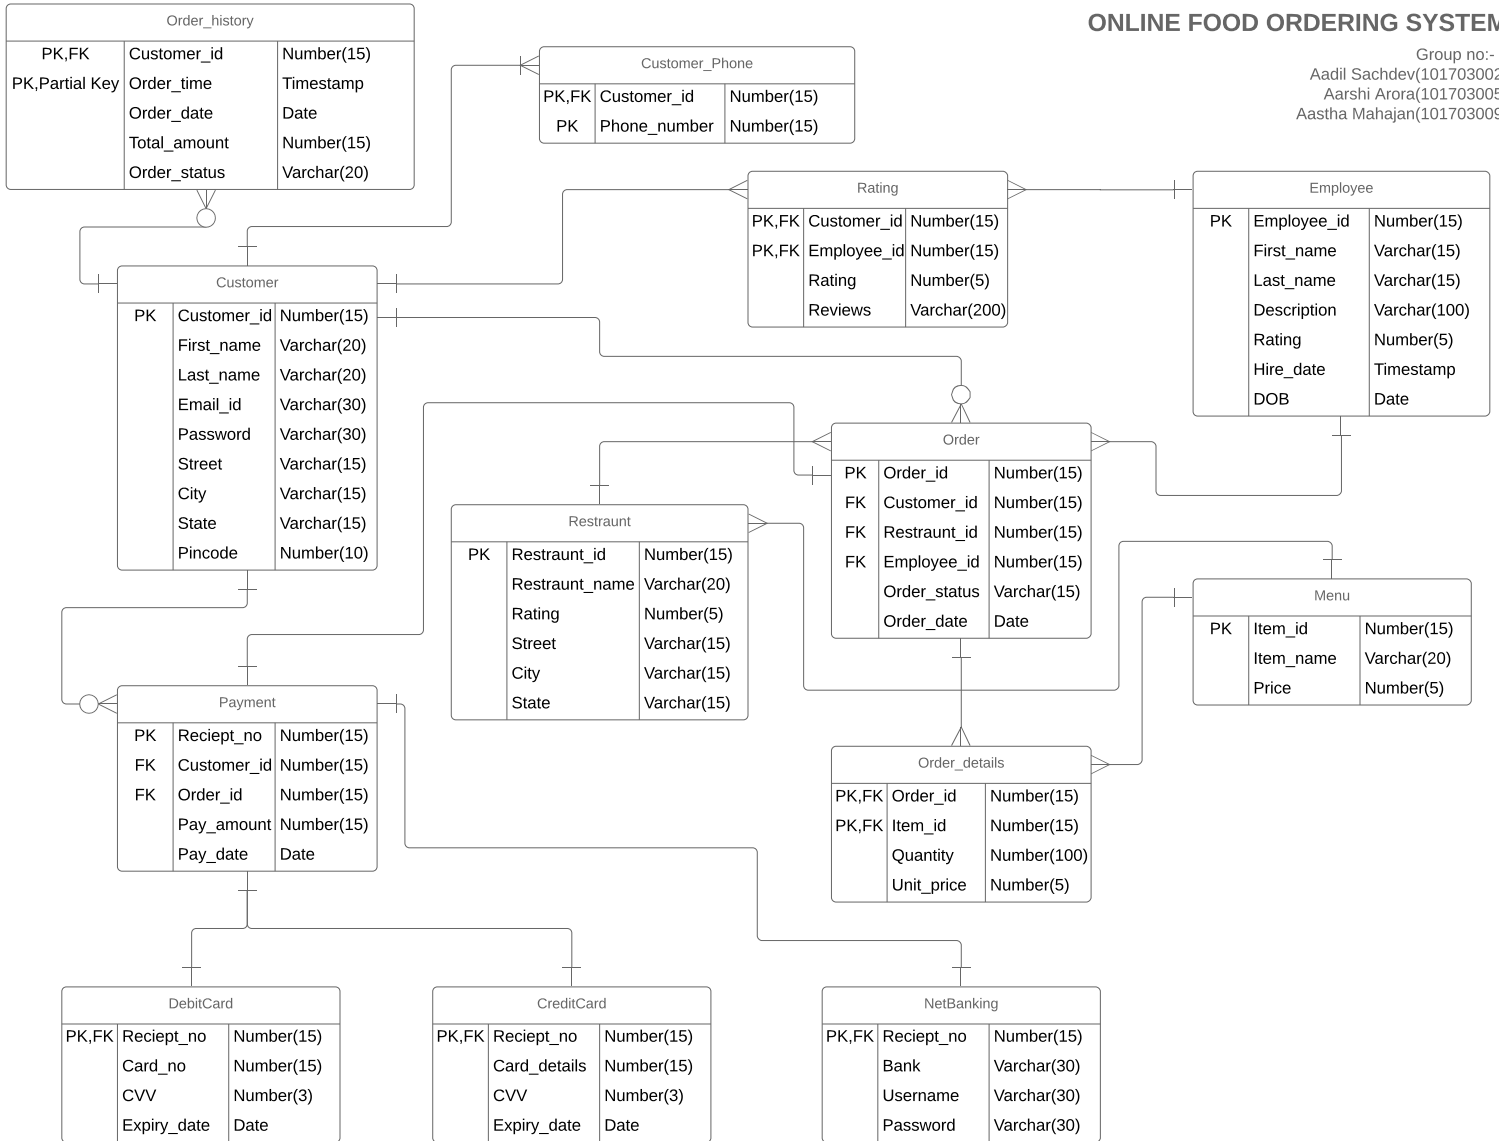 ONLINE FOOD ORDERING SYSTEM
Group no:-
Aadil Sachdev(101703002
Aarshi Arora(101703005
Aastha Mahajan(101703009
Order_history
PK,FK Customer_id Number(15)
PK,Partial Key Order_time Timestamp
Order_date Date
Total_amount Number(15)
Order_status Varchar(20)
Customer_Phone
PK,FK Customer_id Number(15)
PK Phone_number Number(15)
Rating
PK,FK Customer_id Number(15)
PK,FK Employee_id Number(15)
Rating Number(5)
Reviews Varchar(200)
Employee
PK Employee_id Number(15)
First_name Varchar(15)
Last_name Varchar(15)
Description Varchar(100)
Rating Number(5)
Hire_date Timestamp
DOB Date
Customer
PK Customer_id Number(15)
First_name Varchar(20)
Last_name Varchar(20)
Email_id Varchar(30)
Password Varchar(30)
Street Varchar(15)
City Varchar(15)
State Varchar(15)
Pincode Number(10)
Order
PK Order_id Number(15)
FK Customer_id Number(15)
FK Restraunt_id Number(15)
FK Employee_id Number(15)
Order_status Varchar(15)
Order_date Date
Restraunt
PK Restraunt_id Number(15)
Restraunt_name Varchar(20)
Rating Number(5)
Street Varchar(15)
City Varchar(15)
State Varchar(15)
Menu
PK Item_id Number(15)
Item_name Varchar(20)
Price Number(5)
Payment
PK Reciept_no Number(15)
FK Customer_id Number(15)
FK Order_id Number(15)
Pay_amount Number(15)
Pay_date Date
Order_details
PK,FK Order_id Number(15)
PK,FK Item_id Number(15)
Quantity Number(100)
Unit_price Number(5)
DebitCard
PK,FK Reciept_no Number(15)
Card_no Number(15)
CVV Number(3)
Expiry_date Date
CreditCard
PK,FK Reciept_no Number(15)
Card_details Number(15)
CVV Number(3)
Expiry_date Date
NetBanking
PK,FK Reciept_no Number(15)
Bank Varchar(30)
Username Varchar(30)
Password Varchar(30)